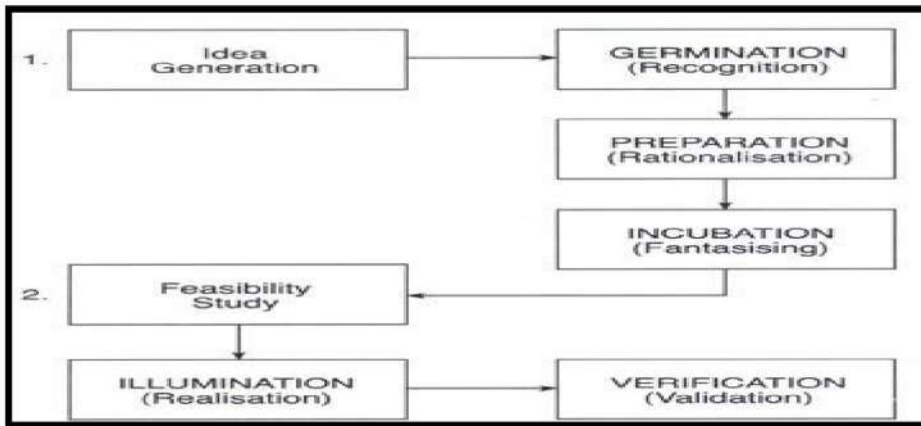 1.
Idea
Generation
GERMINATION
(Recognition)
PREPARATION
(Rationalisation)
INCUBATION
(Fantasising)
2.
Feasibility
Study
ILLUMINATION
(Realisation)
VERIFICATION
(Validation)